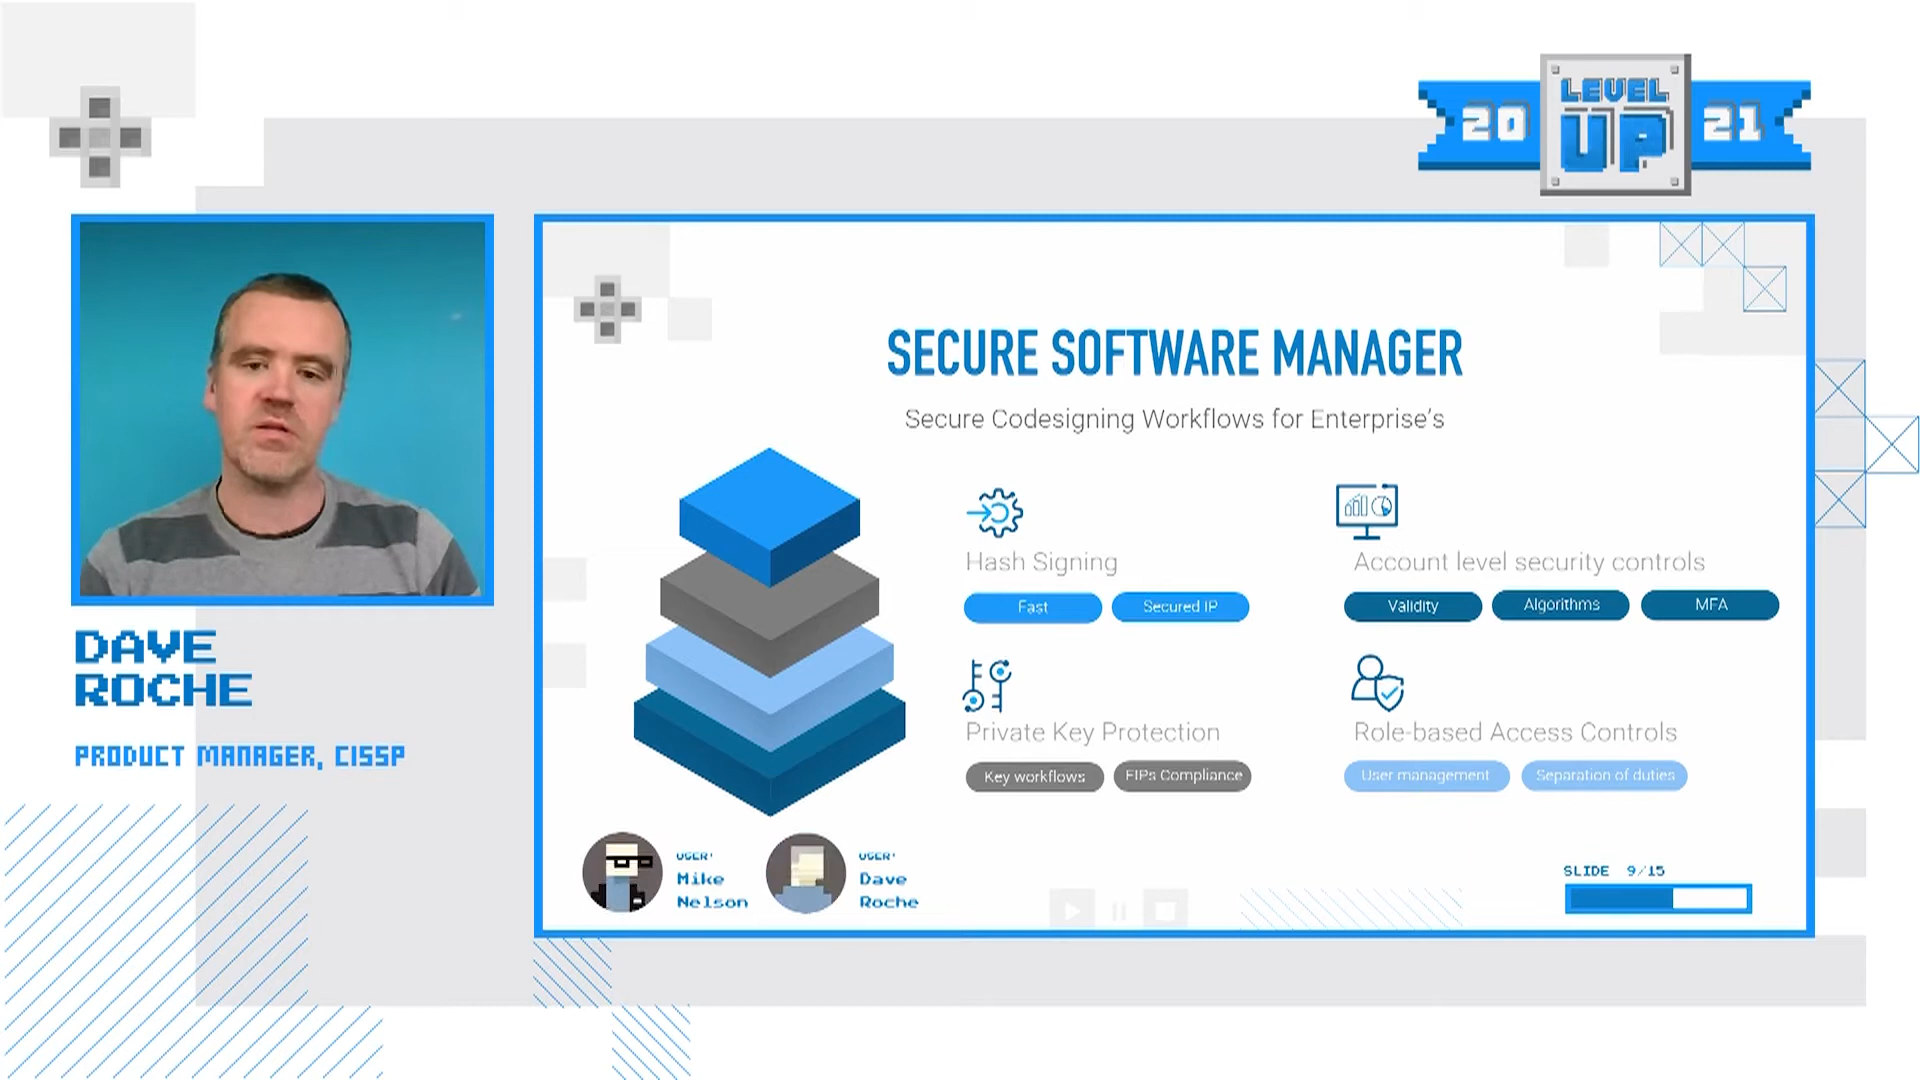 20 LEVEL UP 21
DAVE
ROCHE
PRODUCT MANAGER, CISSP
SECURE SOFTWARE MANAGER
Secure Codesigning Workflows for Enterprise's
Hash Signing
Fast
Secured IP
Account level security controls
Validity
Algorithms
MFA
Private Key Protection
Key workflows
FIPs Compliance
Role-based Access Controls
User management
Separation of duties
USER'
Mike
Nelson
USER'
Dave
Roche
SLIDE 9/15